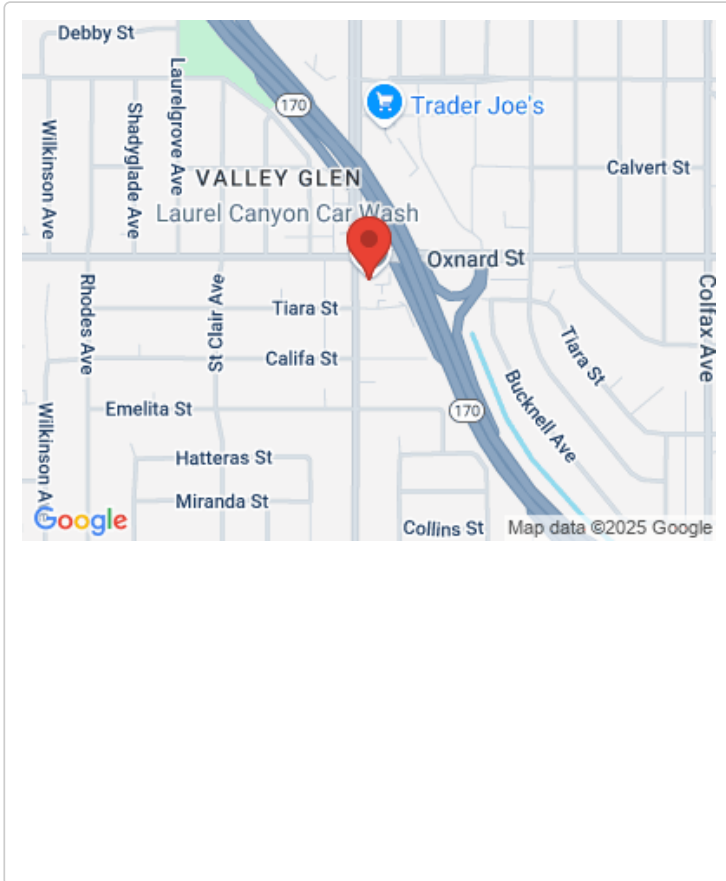 Debby St
Laurelgrove Ave
170
Trader Joe's
Wilkinson Ave
Shadyglade Ave
Calvert St
VALLEY GLEN
Laurel Canyon Car Wash
Oxnard St
Rhodes Ave
St Clair Ave
Tiara St
Colfax Ave
Tiara St
Califa St
Bucknell Ave
Emelita St
170
Wilkinson Av
Hatteras St
Miranda St
Google
Collins St
Map data ©2025 Google